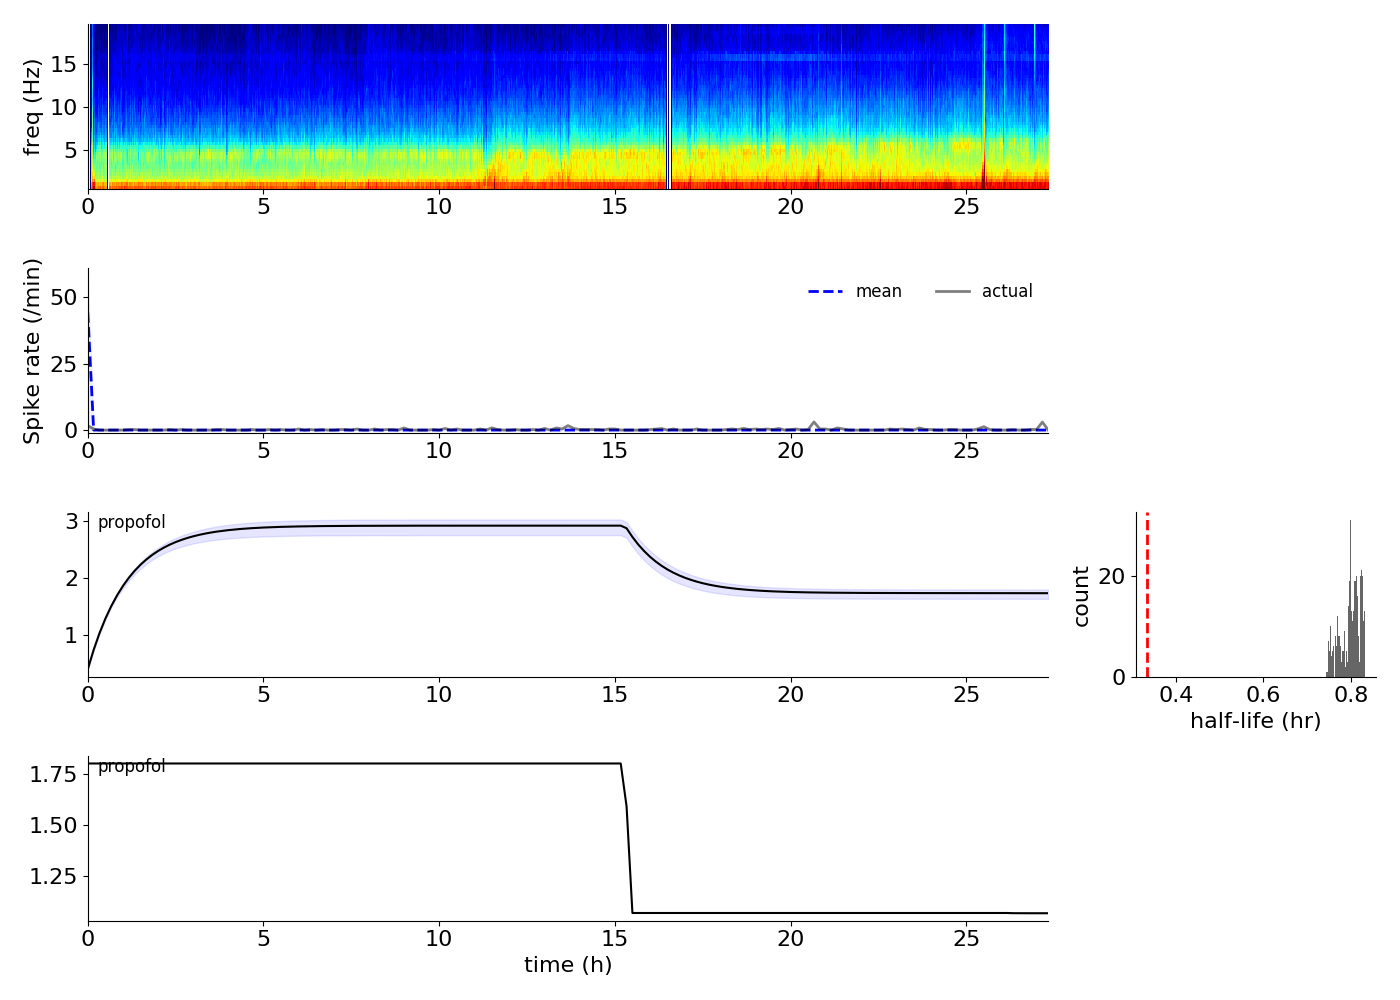 freq (Hz)
15
10
5
0 5 10 15 20 25
Spike rate (/min)
50
25
0
mean actual
0 5 10 15 20 25
3
2
1
propofol
0 5 10 15 20 25
count
20
0
0.4 0.6 0.8
half-life (hr)
1.75
1.50
1.25
propofol
0 5 10 15 20 25
time (h)